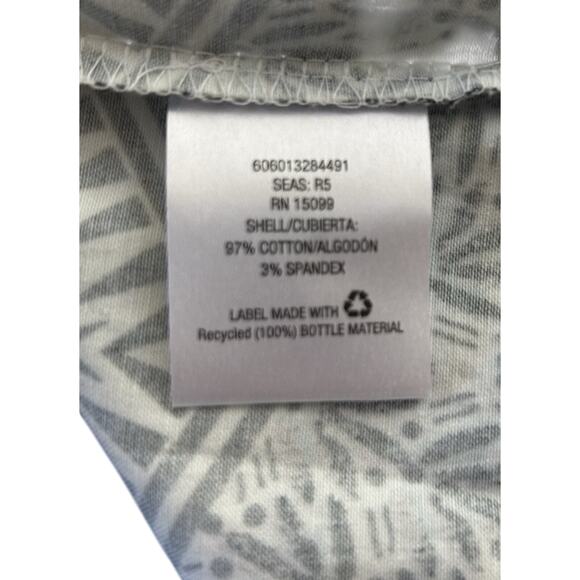 606013284491
SEAS: R5
RN 15099
SHELL/CUBIERTA:
97% COTTON/ALGODÓN
3% SPANDEX
LABEL MADE WITH
Recycled (100%) BOTTLE MATERIAL